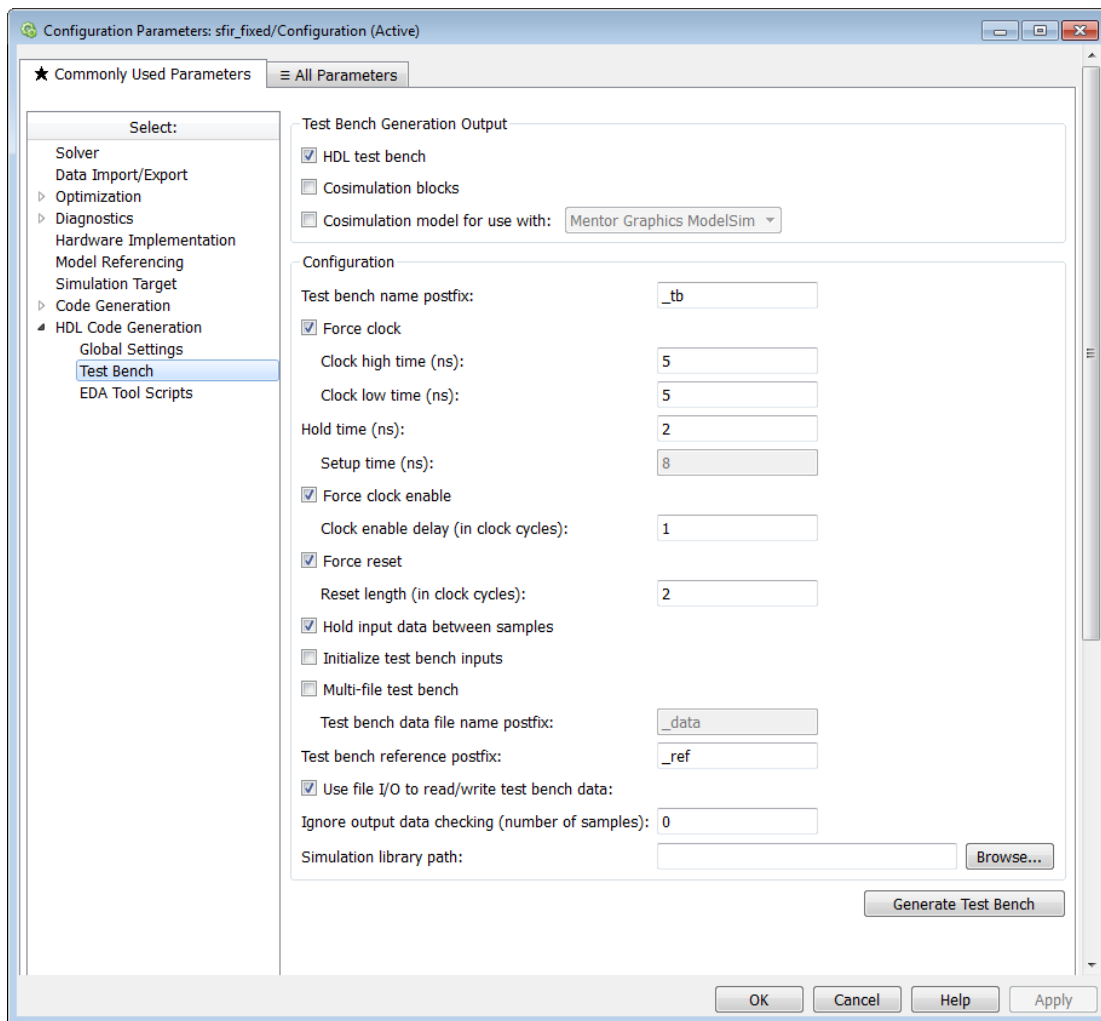 Configuration Parameters: sfir_fixed/Configuration (Active)
★ Commonly Used Parameters
≡ All Parameters
Select:
Solver
Data Import/Export
Optimization
Diagnostics
Hardware Implementation
Model Referencing
Simulation Target
Code Generation
HDL Code Generation
Global Settings
Test Bench
EDA Tool Scripts
Test Bench Generation Output
HDL test bench
Cosimulation blocks
Cosimulation model for use with: Mentor Graphics ModelSim
Configuration
Test bench name postfix: _tb
Force clock
Clock high time (ns): 5
Clock low time (ns): 5
Hold time (ns): 2
Setup time (ns): 8
Force clock enable
Clock enable delay (in clock cycles): 1
Force reset
Reset length (in clock cycles): 2
Hold input data between samples
Initialize test bench inputs
Multi-file test bench
Test bench data file name postfix: _data
Test bench reference postfix: _ref
Use file I/O to read/write test bench data:
Ignore output data checking (number of samples): 0
Simulation library path: Browse...
Generate Test Bench
OK Cancel Help Apply